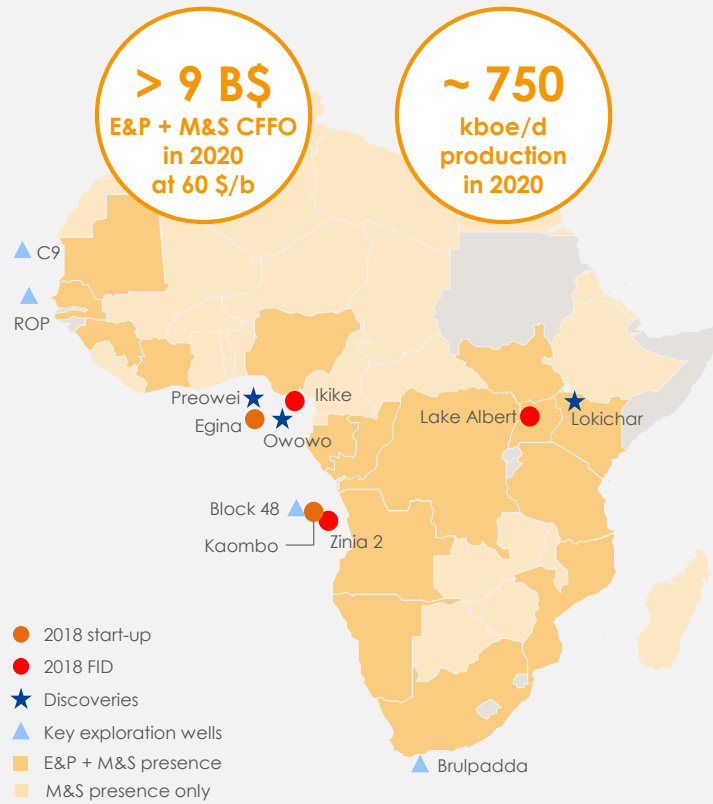 > 9 B$
E&P + M&S CFFO
in 2020
at 60 $/b
~ 750
kboe/d
production
in 2020
C9
ROP
Preowei
Ikike
Egina
Owowo
Lake Albert
Lokichar
Block 48
Kaombo
Zinia 2
2018 start-up
2018 FID
Discoveries
Key exploration wells
E&P + M&S presence
M&S presence only
Brulpadda